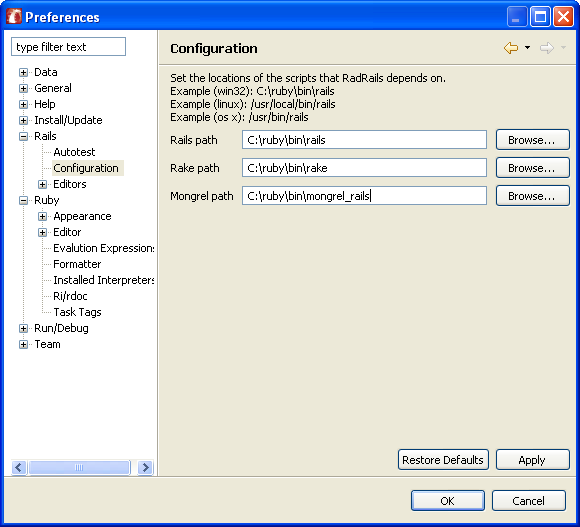 Preferences
type filter text
Data
General
Help
Install/Update
Rails
Autotest
Configuration
Editors
Ruby
Appearance
Editor
Evalution Expressions
Formatter
Installed Interpreters
Ri/rdoc
Task Tags
Run/Debug
Team
Configuration
Set the locations of the scripts that RadRails depends on.
Example (win32): C:\ruby\bin\rails
Example (linux): /usr/local/bin/rails
Example (os x): /usr/bin/rails
Rails path C:\ruby\bin\rails Browse...
Rake path C:\ruby\bin\rake Browse...
Mongrel path C:\ruby\bin\mongrel_rails Browse...
Restore Defaults Apply
OK Cancel